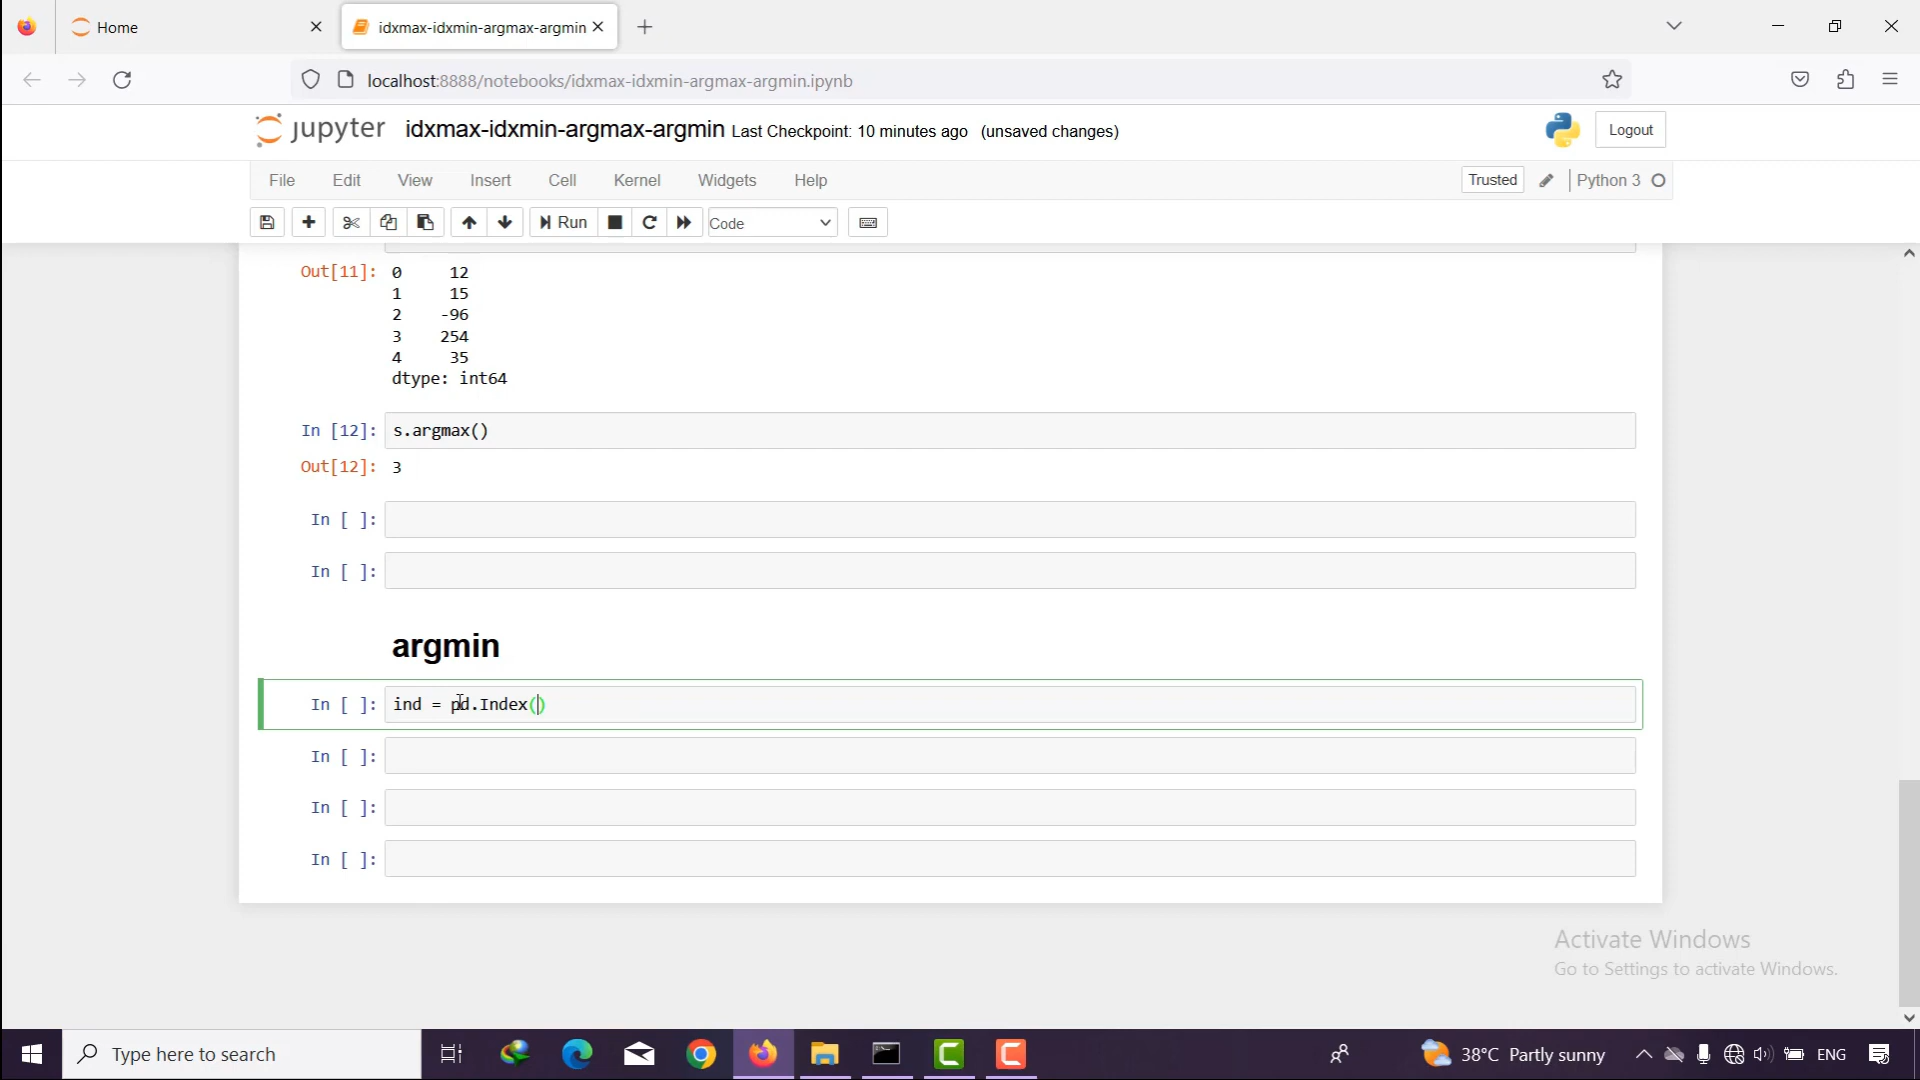 Home
idxmax-idxmin-argmax-argmin
localhost:8888/notebooks/idxmax-idxmin-argmax-argmin.ipynb
jupyter idxmax-idxmin-argmax-argmin Last Checkpoint: 10 minutes ago (unsaved changes) Logout
File Edit View Insert Cell Kernel Widgets Help Trusted Python 3
Run Code
Out[11]: 0 12
1 15
2 -96
3 254
4 35
dtype: int64
In [12]: s.argmax()
Out[12]: 3
In [ ]:
In [ ]:
argmin
In [ ]: ind = pd.Index()
In [ ]:
In [ ]:
In [ ]:
Activate Windows
Go to Settings to activate Windows.
Type here to search 38°C Partly sunny ENG